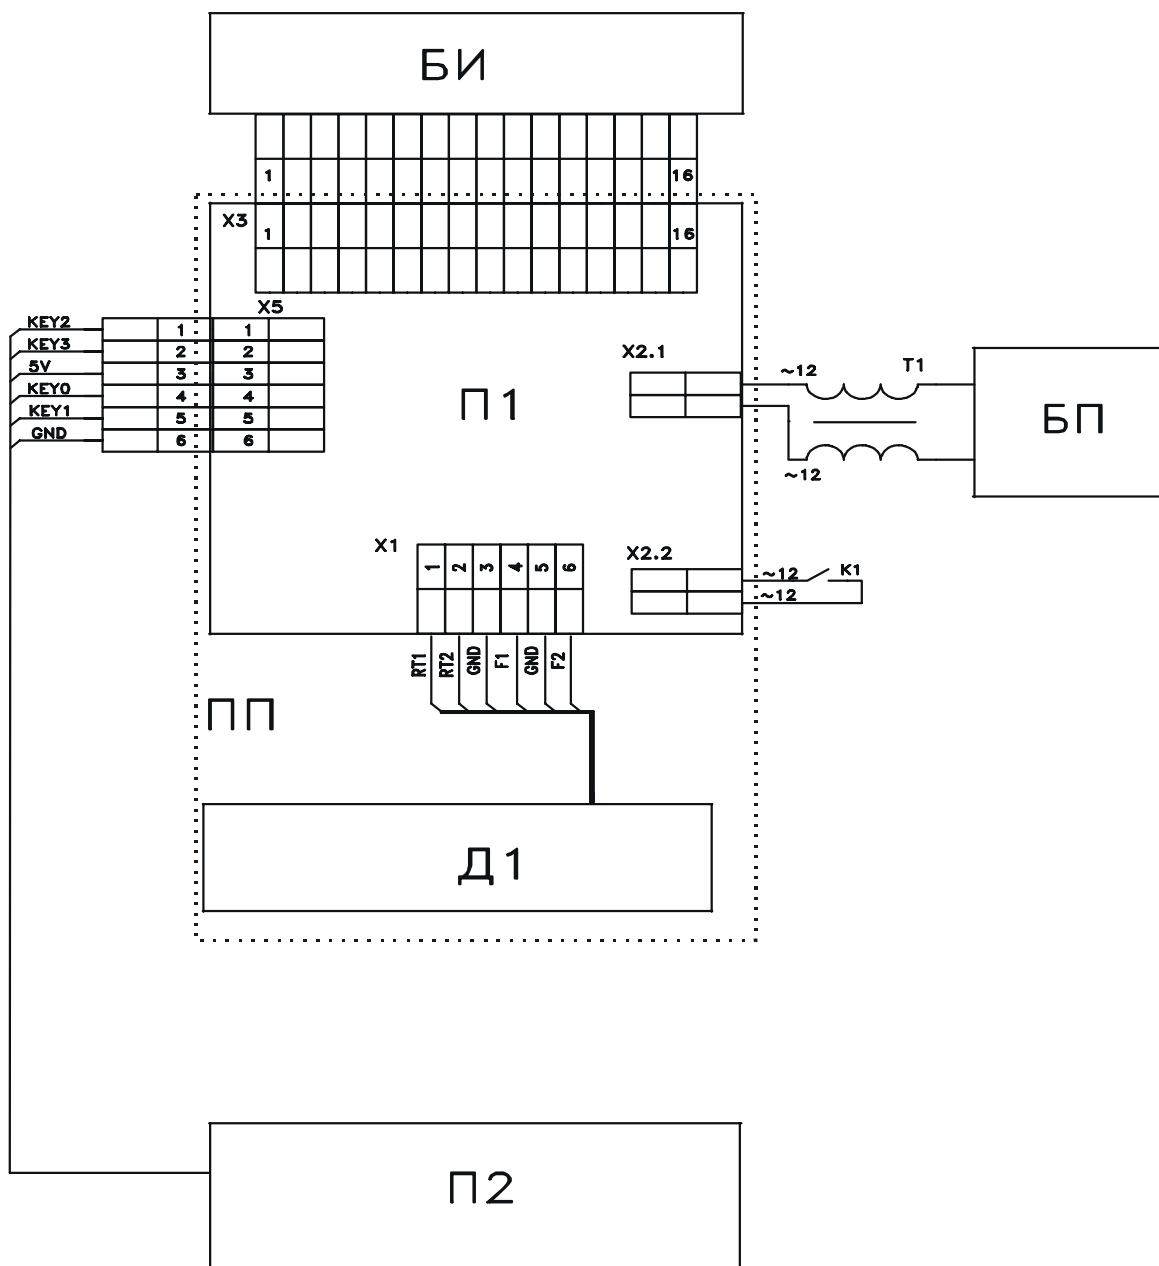 БИ
1 16
X3
1 16
X5
KEY2 1 1
KEY3 2 2
5V 3 3
KEY0 4 4
KEY1 5 5
GND 6 6
П1
X2.1
~12 T1
БП
~12
X1
1 2 3 4 5 6
X2.2
~12 K1
~12
RT1 RT2 GND F1 GND F2
ПП
Д1
П2